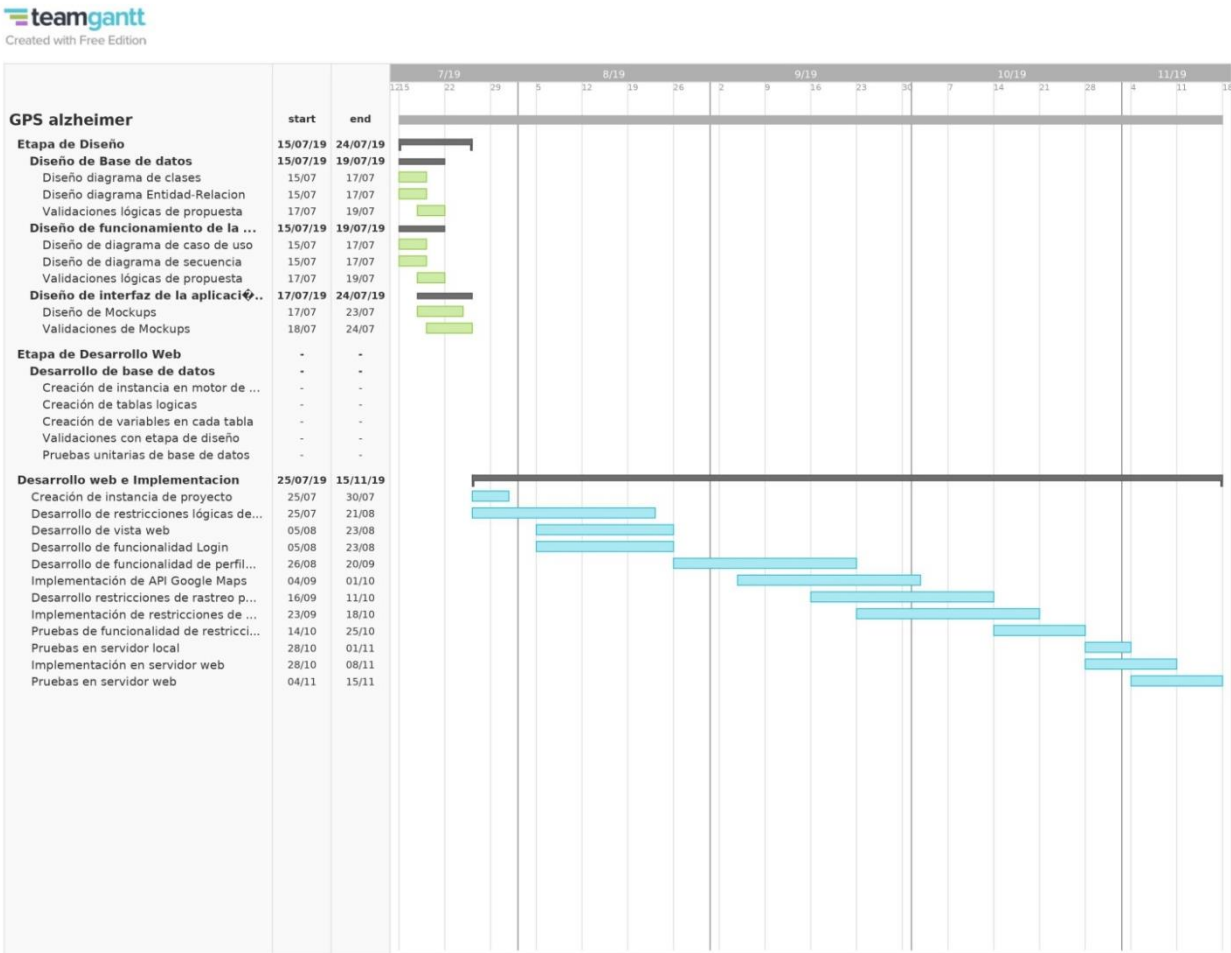 teamgantt
Created with Free Edition
7/19 8/19 9/19 10/19 11/19
12 15 22 29 5 12 19 26 2 9 16 23 30 7 14 21 28 4 11 18
GPS alzheimer start end
Etapa de Diseño 15/07/19 24/07/19
Diseño de Base de datos 15/07/19 19/07/19
Diseño diagrama de clases 15/07 17/07
Diseño diagrama Entidad-Relacion 15/07 17/07
Validaciones lógicas de propuesta 17/07 19/07
Diseño de funcionamiento de la ... 15/07/19 19/07/19
Diseño de diagrama de caso de uso 15/07 17/07
Diseño de diagrama de secuencia 15/07 17/07
Validaciones lógicas de propuesta 17/07 19/07
Diseño de interfaz de la aplicaci�.. 17/07/19 24/07/19
Diseño de Mockups 17/07 23/07
Validaciones de Mockups 18/07 24/07
Etapa de Desarrollo Web - -
Desarrollo de base de datos - -
Creación de instancia en motor de ... - -
Creación de tablas logicas - -
Creación de variables en cada tabla - -
Validaciones con etapa de diseño - -
Pruebas unitarias de base de datos - -
Desarrollo web e Implementacion 25/07/19 15/11/19
Creación de instancia de proyecto 25/07 30/07
Desarrollo de restricciones lógicas de... 25/07 21/08
Desarrollo de vista web 05/08 23/08
Desarrollo de funcionalidad Login 05/08 23/08
Desarrollo de funcionalidad de perfil... 26/08 20/09
Implementación de API Google Maps 04/09 01/10
Desarrollo restricciones de rastreo p... 16/09 11/10
Implementación de restricciones de ... 23/09 18/10
Pruebas de funcionalidad de restricci... 14/10 25/10
Pruebas en servidor local 28/10 01/11
Implementación en servidor web 28/10 08/11
Pruebas en servidor web 04/11 15/11